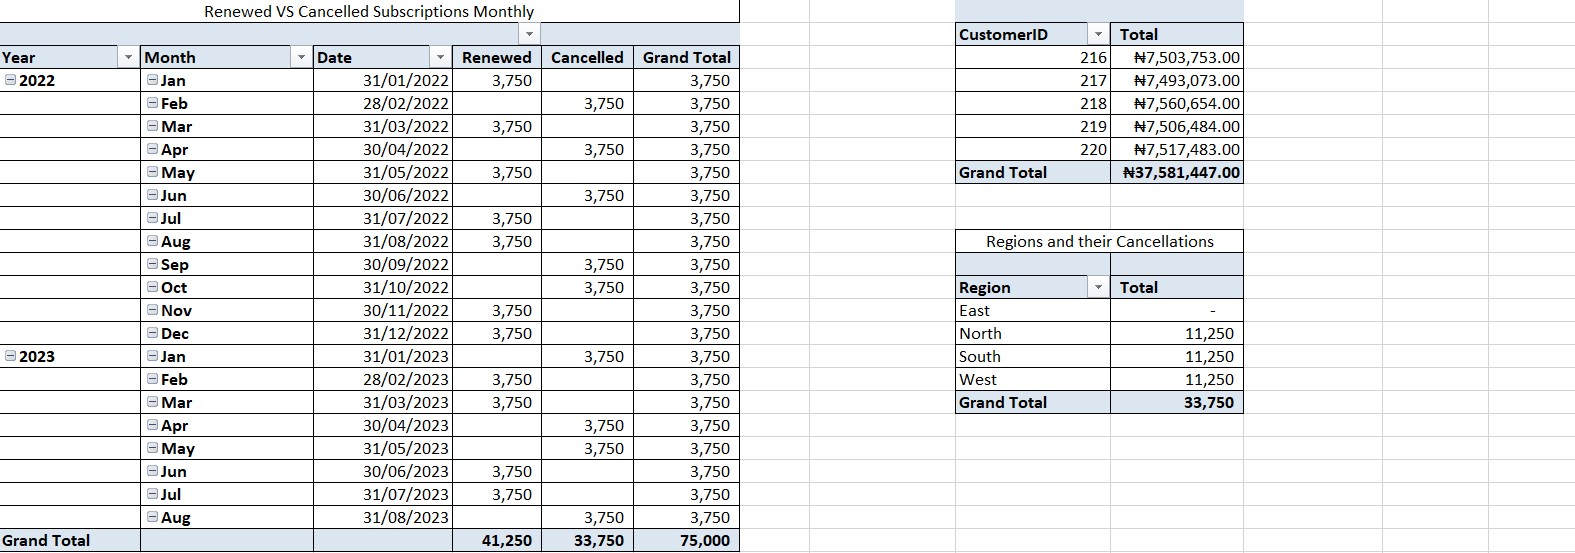 Renewed VS Cancelled Subscriptions Monthly
Year Month Date Renewed Cancelled Grand Total
2022 Jan 31/01/2022 3,750 3,750
Feb 28/02/2022 3,750 3,750
Mar 31/03/2022 3,750 3,750
Apr 30/04/2022 3,750 3,750
May 31/05/2022 3,750 3,750
Jun 30/06/2022 3,750 3,750
Jul 31/07/2022 3,750 3,750
Aug 31/08/2022 3,750 3,750
Sep 30/09/2022 3,750 3,750
Oct 31/10/2022 3,750 3,750
Nov 30/11/2022 3,750 3,750
Dec 31/12/2022 3,750 3,750
2023 Jan 31/01/2023 3,750 3,750
Feb 28/02/2023 3,750 3,750
Mar 31/03/2023 3,750 3,750
Apr 30/04/2023 3,750 3,750
May 31/05/2023 3,750 3,750
Jun 30/06/2023 3,750 3,750
Jul 31/07/2023 3,750 3,750
Aug 31/08/2023 3,750 3,750
Grand Total 41,250 33,750 75,000
CustomerID Total
216 ₦7,503,753.00
217 ₦7,493,073.00
218 ₦7,560,654.00
219 ₦7,506,484.00
220 ₦7,517,483.00
Grand Total ₦37,581,447.00
Regions and their Cancellations
Region Total
East -
North 11,250
South 11,250
West 11,250
Grand Total 33,750